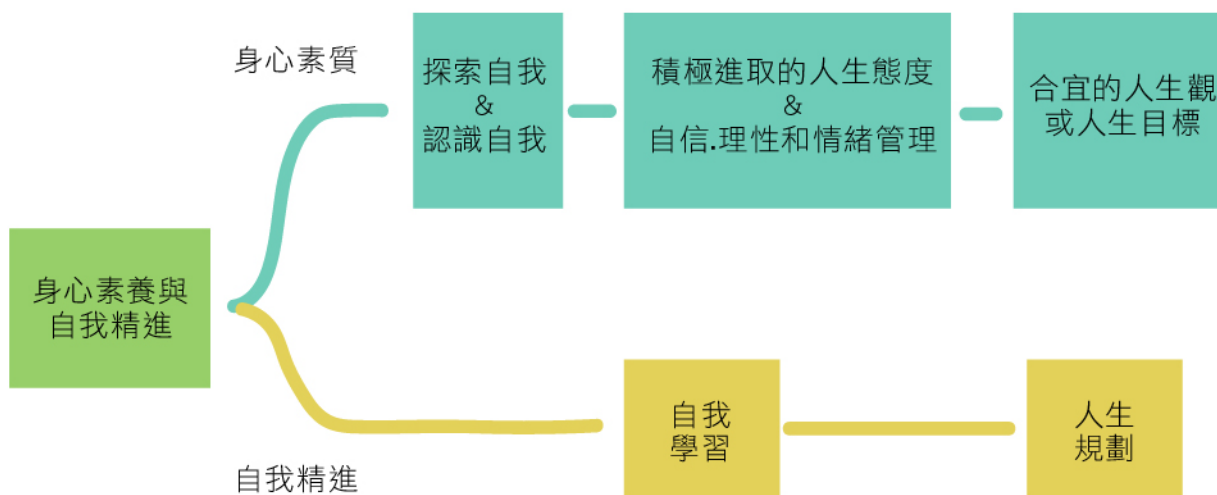 身心素質
探索自我
&
認識自我
積極進取的人生態度
&
自信.理性和情緒管理
合宜的人生觀
或人生目標
身心素養與
自我精進
自我
學習
人生
規劃
自我精進